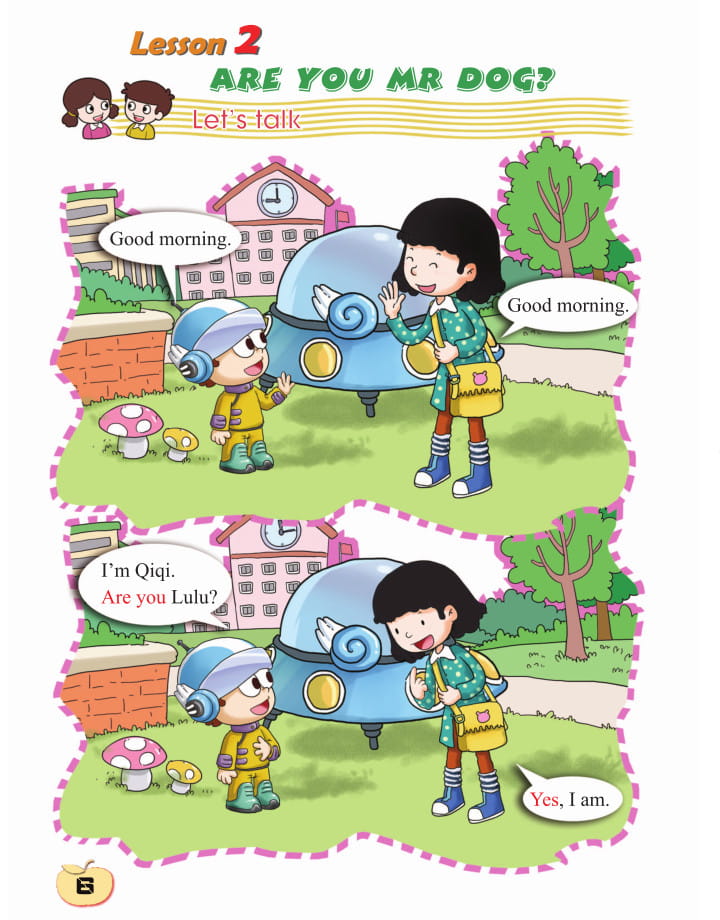 Lesson 2
ARE YOU MR DOG?
Let's talk
Good morning.
Good morning.
I'm Qiqi.
Are you Lulu?
Yes, I am.
6